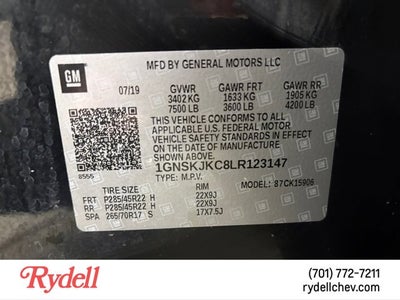 GM
MFD BY GENERAL MOTORS LLC
07/19 GVWR GAWR FRT GAWR RR
3402 KG 1633 KG 1905 KG
7500 LB 3600 LB 4200 LB
THIS VEHICLE CONFORMS TO ALL
APPLICABLE U.S. FEDERAL MOTOR
VEHICLE SAFETY STANDARDS IN EFFECT
ON THE DATE OF MANUFACTURE SHOWN ABOVE.
1GNSKJKC8LR123147
8555 TYPE: M.P.V. MODEL: 87CK15906
TIRE SIZE RIM
FRT P285/45R22 H 22X9J
RR P285/45R22 H 22X9J
SPA 265/70R17 S 17X7.5J
Rydell
(701) 772-7211
rydellchev.com